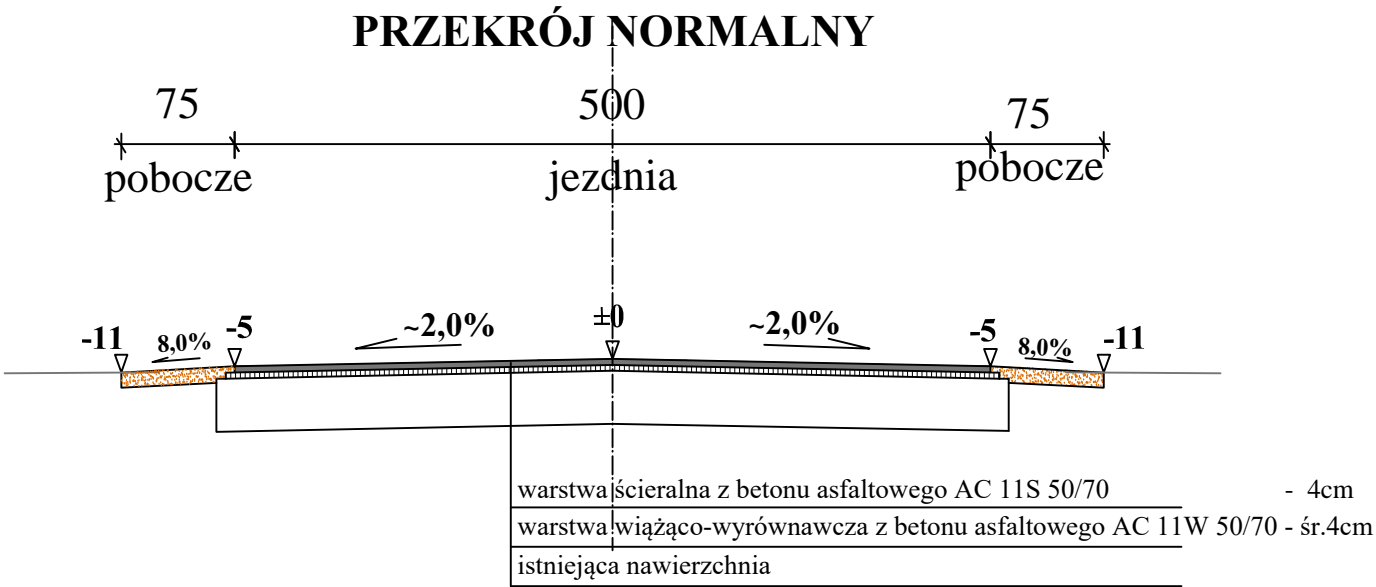 PRZEKRÓJ NORMALNY
75 500 75
pobocze jezdnia pobocze
-11 8,0% -5 ~2,0% ±0 ~2,0% -5 8,0% -11
warstwa ścieralna z betonu asfaltowego AC 11S 50/70 - 4cm
warstwa wiążąco-wyrównawcza z betonu asfaltowego AC 11W 50/70 - śr.4cm
istniejąca nawierzchnia